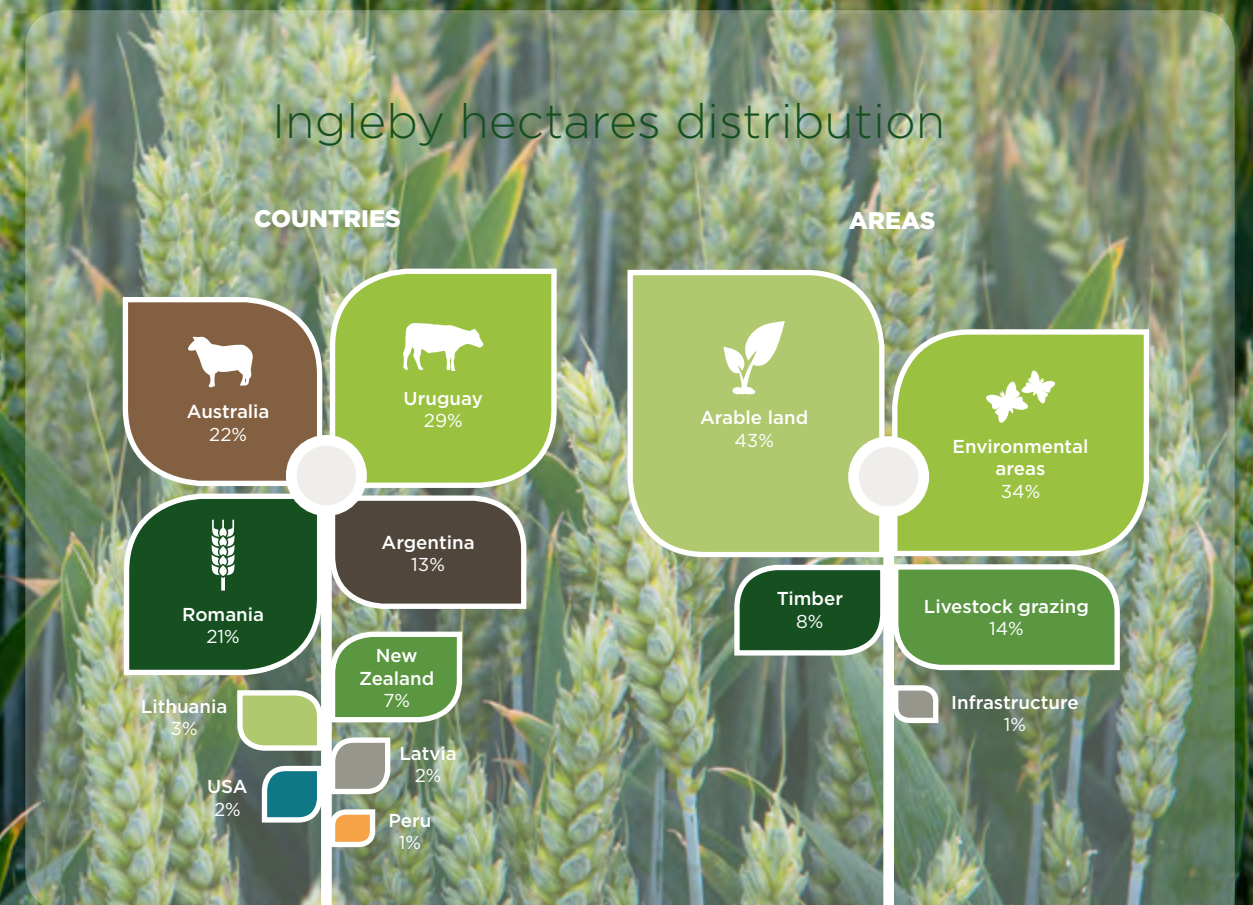 Ingleby hectares distribution
COUNTRIES
Australia
22%
Uruguay
29%
Romania
21%
Argentina
13%
New
Zealand
7%
Lithuania
3%
Latvia
2%
USA
2%
Peru
1%
AREAS
Arable land
43%
Environmental
areas
34%
Timber
8%
Livestock grazing
14%
Infrastructure
1%